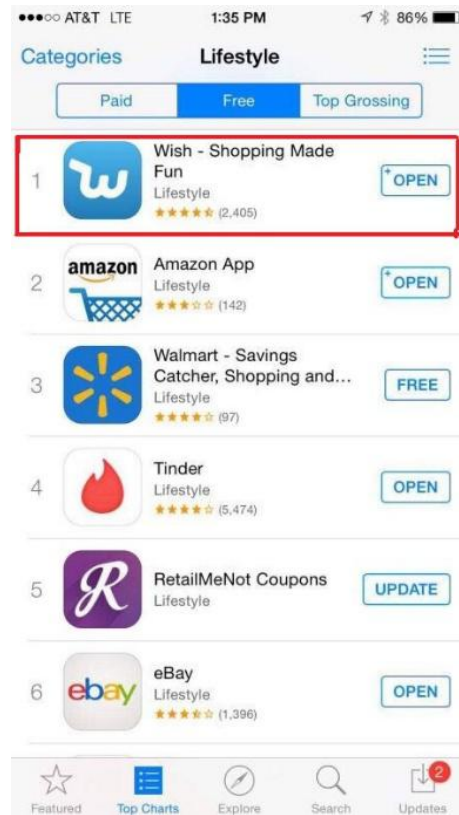 AT&T LTE 1:35 PM 86%
Categories Lifestyle
Paid Free Top Grossing
1 Wish - Shopping Made
Fun
Lifestyle
(2,405)
+ OPEN
amazon
2 Amazon App
Lifestyle
(142)
+ OPEN
3 Walmart - Savings
Catcher, Shopping and...
Lifestyle
(97)
FREE
4 Tinder
Lifestyle
(5,474)
OPEN
R
5 RetailMeNot Coupons
Lifestyle
UPDATE
ebay
6 eBay
Lifestyle
(1,396)
OPEN
2
Featured Top Charts Explore Search Updates